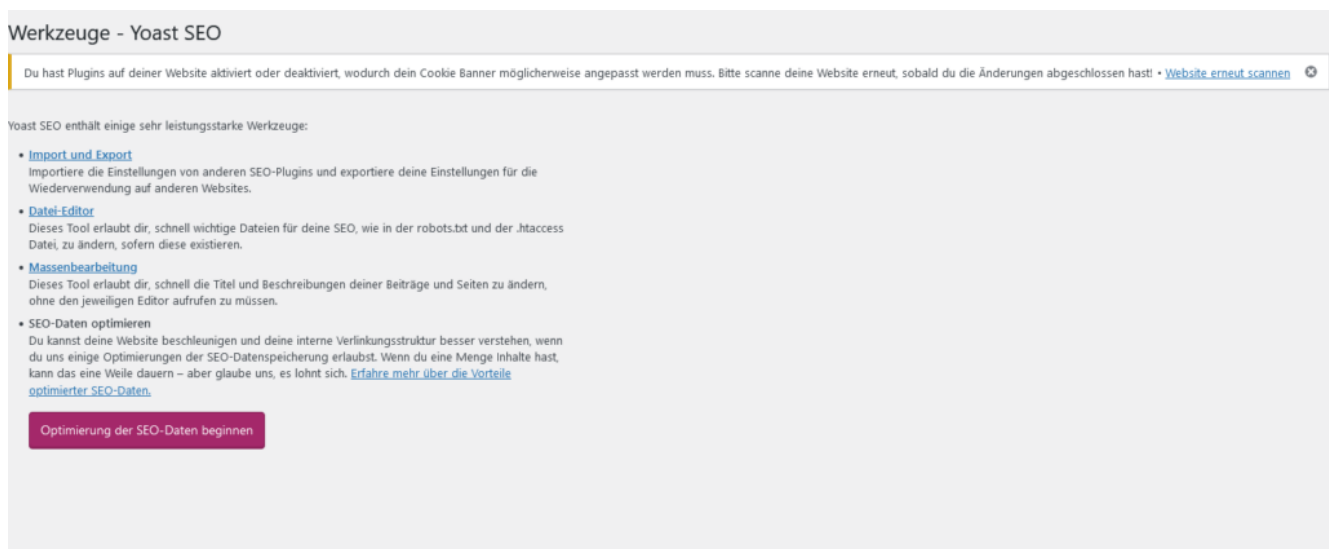 Werkzeuge - Yoast SEO
Du hast Plugins auf deiner Website aktiviert oder deaktiviert, wodurch dein Cookie Banner möglicherweise angepasst werden muss. Bitte scanne deine Website erneut, sobald du die Änderungen abgeschlossen hast! • Website erneut scannen
Yoast SEO enthält einige sehr leistungsstarke Werkzeuge:
• Import und Export
Importiere die Einstellungen von anderen SEO-Plugins und exportiere deine Einstellungen für die
Wiederverwendung auf anderen Websites.
• Datei-Editor
Dieses Tool erlaubt dir, schnell wichtige Dateien für deine SEO, wie in der robots.txt und der .htaccess
Datei, zu ändern, sofern diese existieren.
• Massenbearbeitung
Dieses Tool erlaubt dir, schnell die Titel und Beschreibungen deiner Beiträge und Seiten zu ändern,
ohne den jeweiligen Editor aufrufen zu müssen.
• SEO-Daten optimieren
Du kannst deine Website beschleunigen und deine interne Verlinkungsstruktur besser verstehen, wenn
du uns einige Optimierungen der SEO-Datenspeicherung erlaubst. Wenn du eine Menge Inhalte hast,
kann das eine Weile dauern – aber glaube uns, es lohnt sich. Erfahre mehr über die Vorteile
optimierter SEO-Daten.
Optimierung der SEO-Daten beginnen